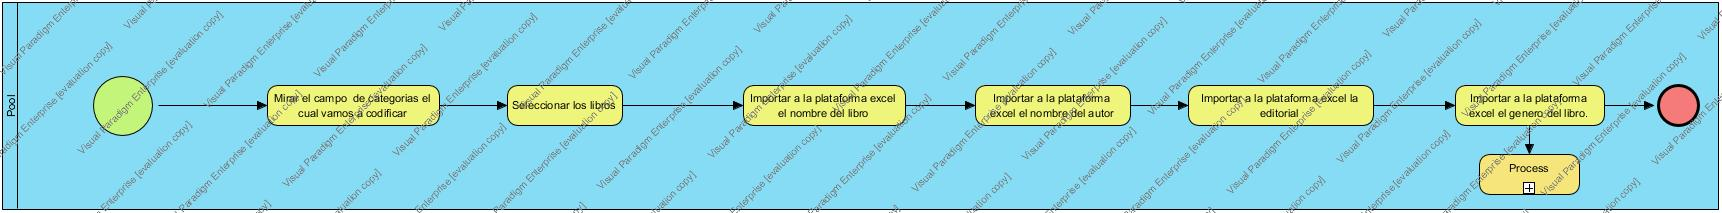 Pool
Mirar el campo de categorias el
cual vamos a codificar
Seleccionar los libros
Importar a la plataforma excel
el nombre del libro
Importar a la plataforma
excel el nombre del autor
Importar a la plataforma excel la
editorial
Importar a la plataforma
excel el genero del libro.
Process
Visual Paradigm Enterprise [evaluation copy]